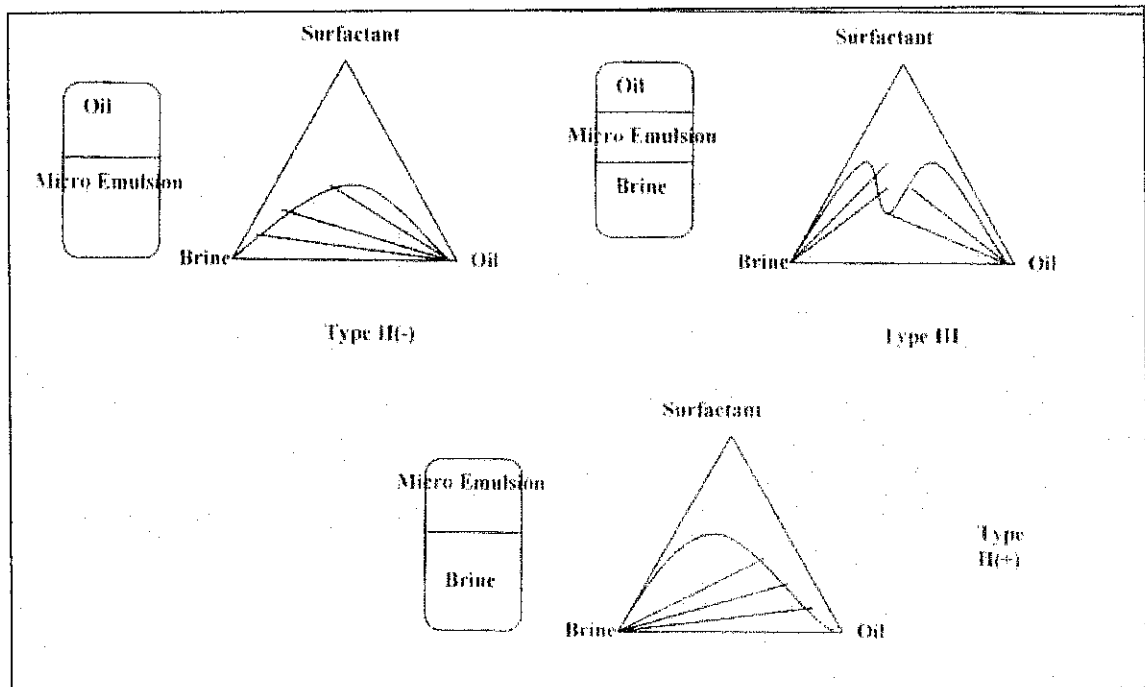 Surfactant
Oil
Micro Emulsion
Brine
Oil
Type II(-)
Surfactant
Oil
Micro Emulsion
Brine
Brine
Oil
Type III
Surfactant
Micro Emulsion
Brine
Brine
Oil
Type
II(+)